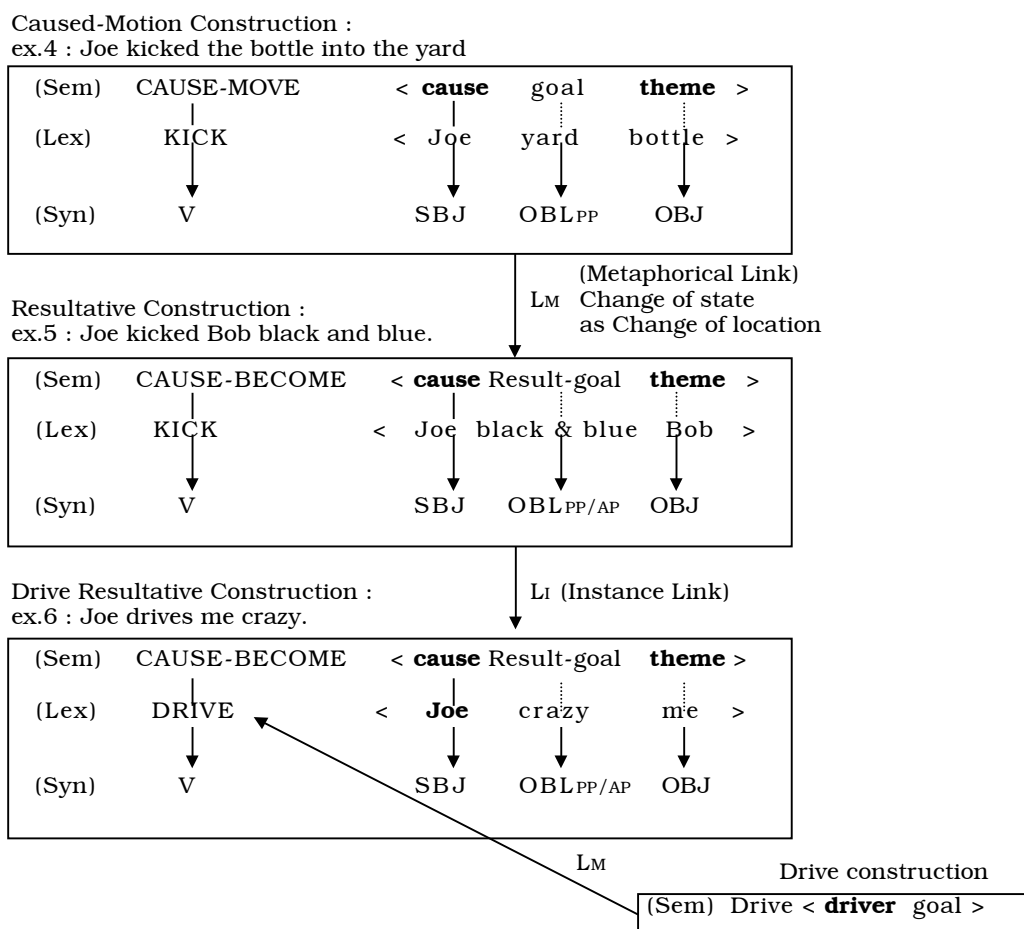 Caused-Motion Construction :
ex.4 : Joe kicked the bottle into the yard
(Sem) CAUSE-MOVE < cause goal theme >
(Lex) KICK < Joe yard bottle >
(Syn) V SBJ OBLPP OBJ
(Metaphorical Link)
LM Change of state
as Change of location
Resultative Construction :
ex.5 : Joe kicked Bob black and blue.
(Sem) CAUSE-BECOME < cause Result-goal theme >
(Lex) KICK < Joe black & blue Bob >
(Syn) V SBJ OBLPP/AP OBJ
LI (Instance Link)
Drive Resultative Construction :
ex.6 : Joe drives me crazy.
(Sem) CAUSE-BECOME < cause Result-goal theme >
(Lex) DRIVE < Joe crazy me >
(Syn) V SBJ OBLPP/AP OBJ
LM
Drive construction
(Sem) Drive < driver goal >